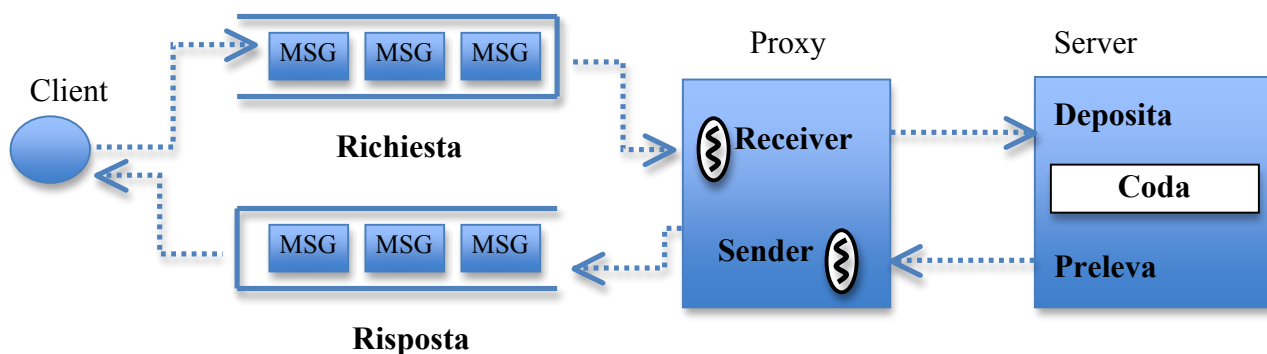 Client
MSG MSG MSG
Richiesta
MSG MSG MSG
Risposta
Proxy
Receiver
Sender
Server
Deposita
Coda
Preleva